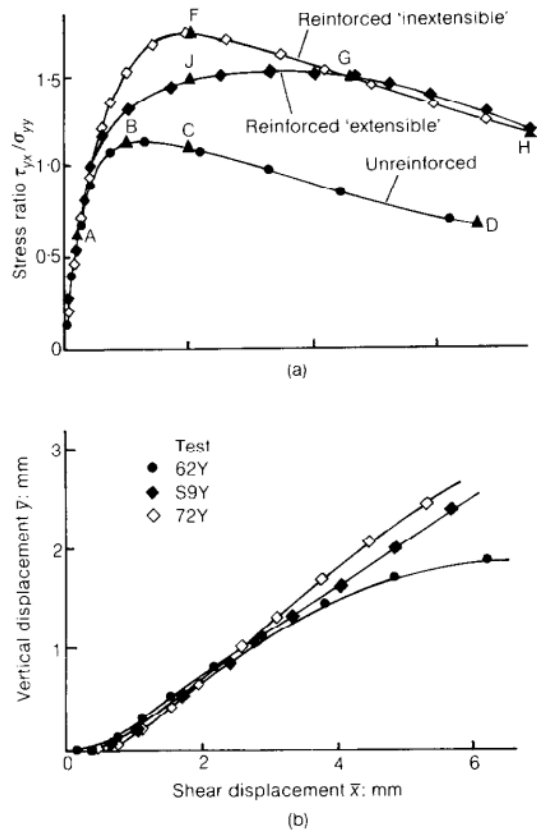 (a)
F
Reinforced ‘inextensible’
1·5
J
G
Reinforced ‘extensible’
B
C
H
1·0
Unreinforced
Stress ratio τyx/σyy
A
0·5
D
0
(a)
3
Test
62Y
S9Y
72Y
2
Vertical displacement y̅: mm
1
0 2 4 6 8
Shear displacement x̅: mm
(b)